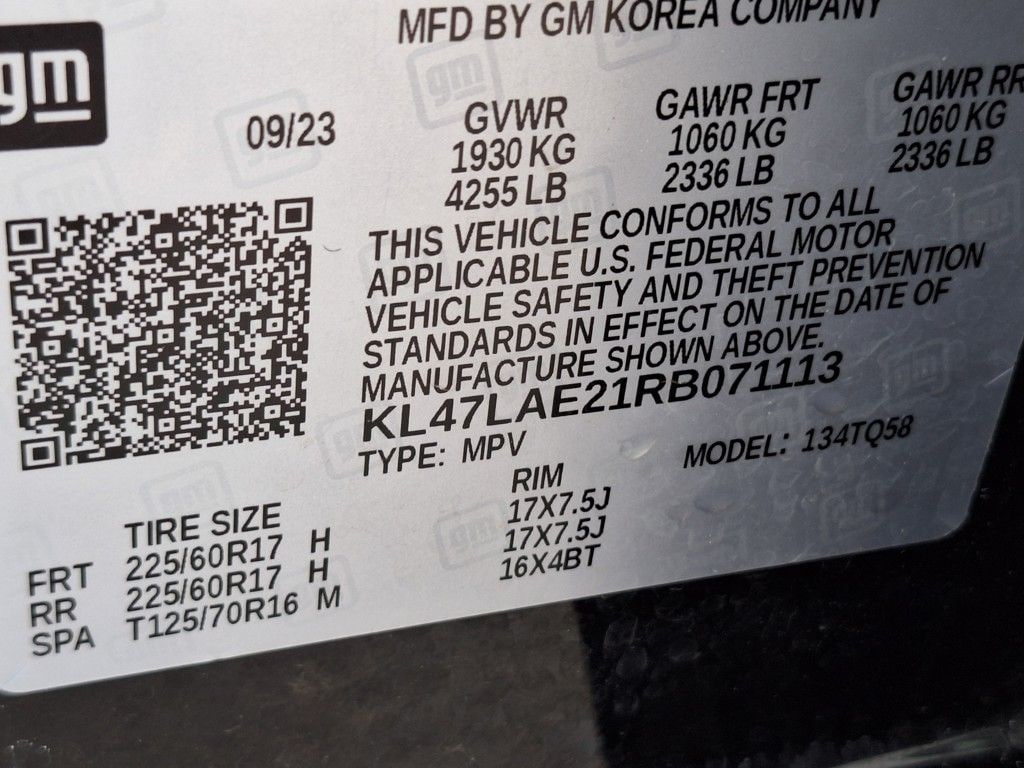 MFD BY GM KOREA COMPANY
gm
09/23
GVWR GAWR FRT GAWR RR
1930 KG 1060 KG 1060 KG
4255 LB 2336 LB 2336 LB
THIS VEHICLE CONFORMS TO ALL
APPLICABLE U.S. FEDERAL MOTOR
VEHICLE SAFETY AND THEFT PREVENTION
STANDARDS IN EFFECT ON THE DATE OF
MANUFACTURE SHOWN ABOVE.
KL47LAE21RB071113
TYPE: MPV MODEL: 134TQ58
TIRE SIZE RIM
FRT 225/60R17 H 17X7.5J
RR 225/60R17 H 17X7.5J
SPA T125/70R16 M 16X4BT